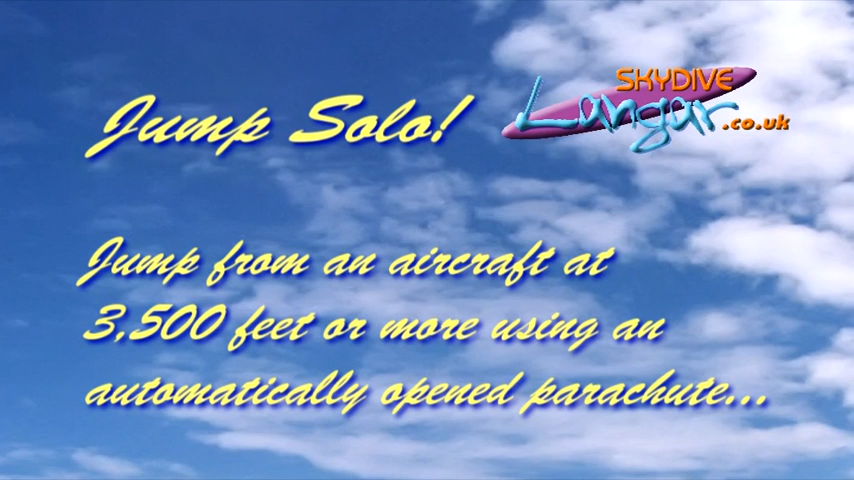 Jump Solo!
SKYDIVE
Langar.co.uk
Jump from an aircraft at
3,500 feet or more using an
automatically opened parachute...